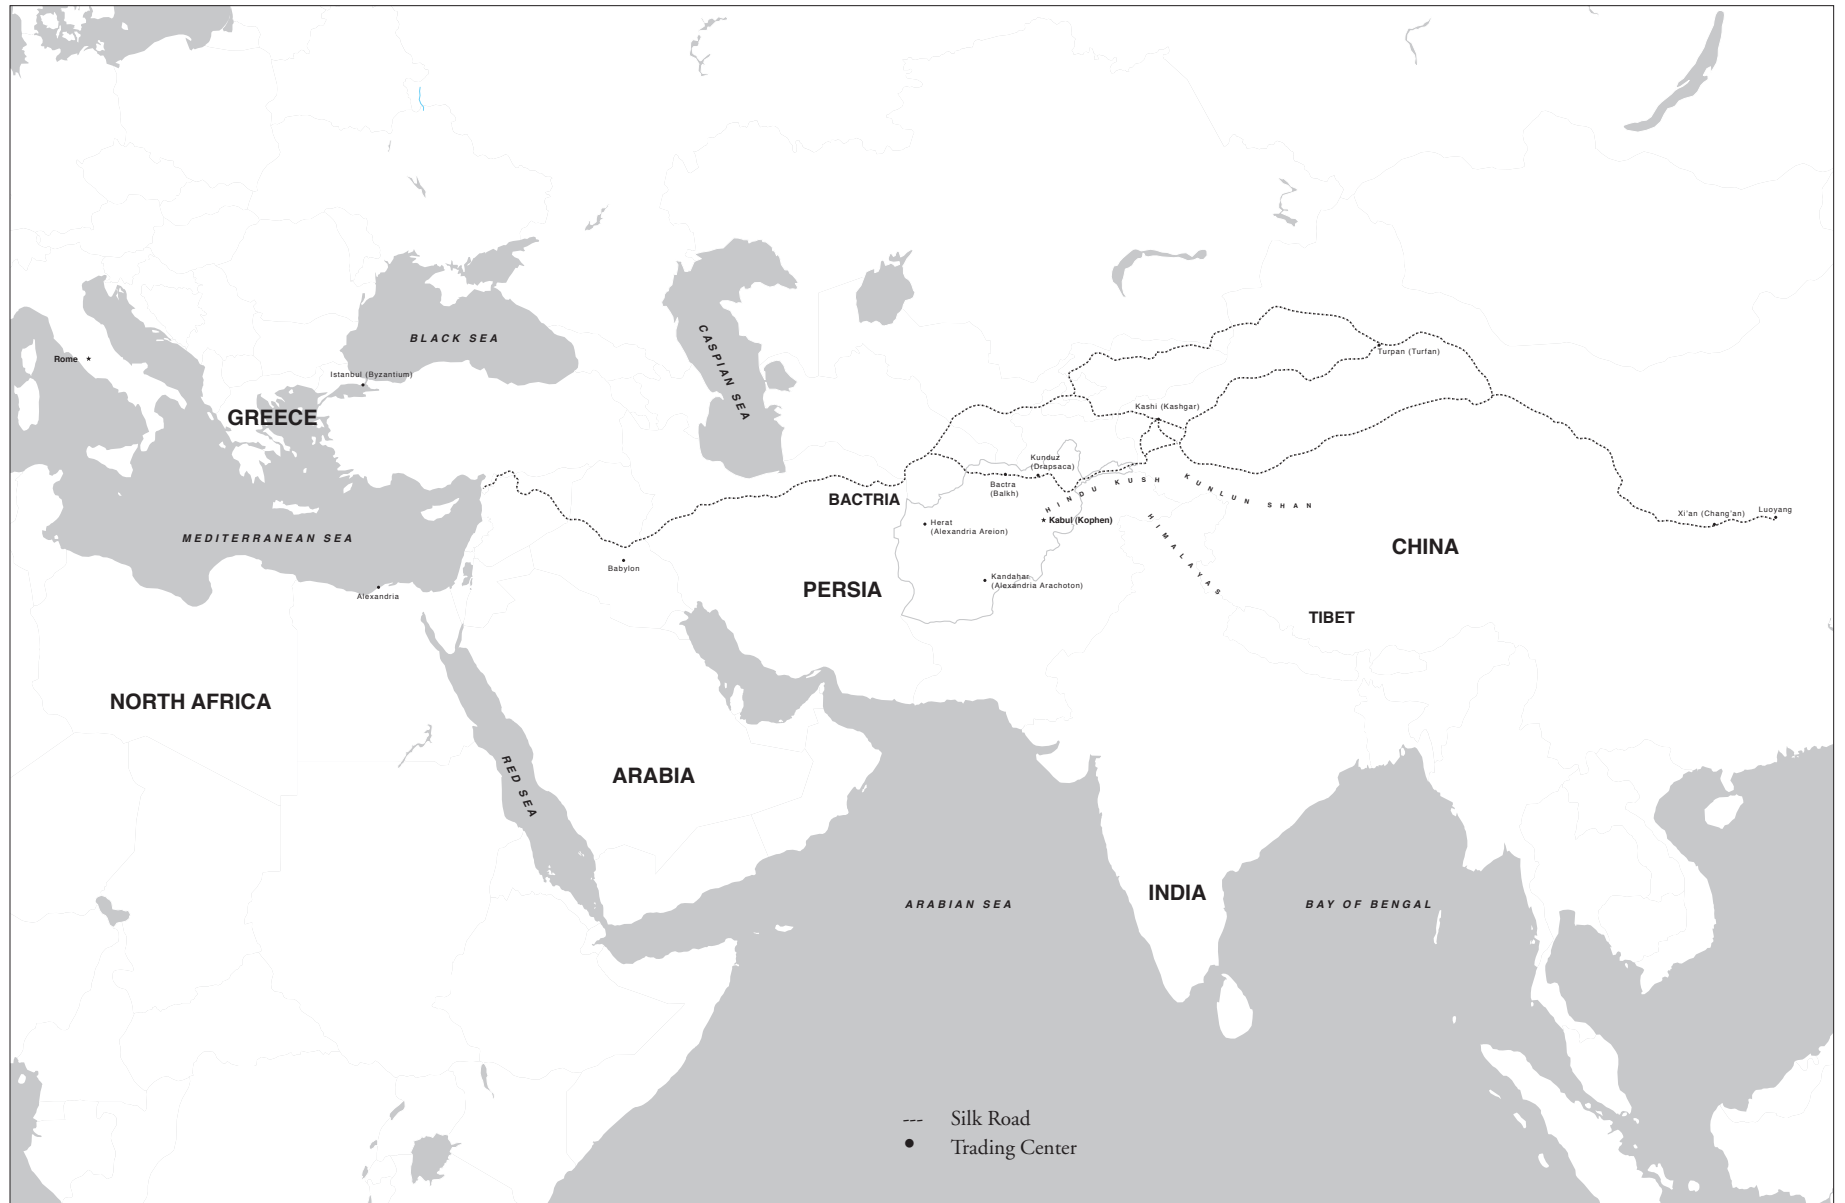 BLACK SEA
CASPIAN SEA
Rome
Istanbul (Byzantium)
GREECE
Turpan (Turfan)
Kashi (Kashgar)
Kunduz
(Drapsaca)
Bactra
(Balkh)
BACTRIA
HINDU KUSH
KUNLUN SHAN
Herat
(Alexandria Areion)
Kabul (Kophen)
Xi'an (Chang'an)
Luoyang
MEDITERRANEAN SEA
CHINA
HIMALAYAS
Babylon
Kandahar
(Alexandria Arachoton)
PERSIA
Alexandria
TIBET
NORTH AFRICA
RED SEA
ARABIA
INDIA
ARABIAN SEA
BAY OF BENGAL
Silk Road
Trading Center